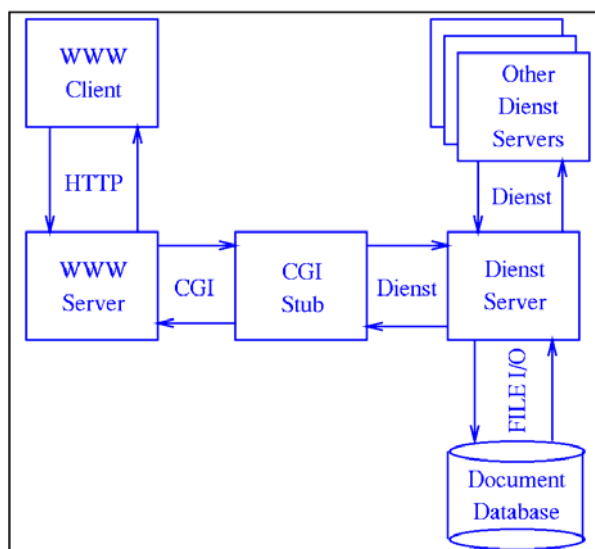 WWW
Client
Other
Dienst
Servers
HTTP
Dienst
WWW
Server
CGI
CGI
Stub
Dienst
Dienst
Server
FILE I/O
Document
Database